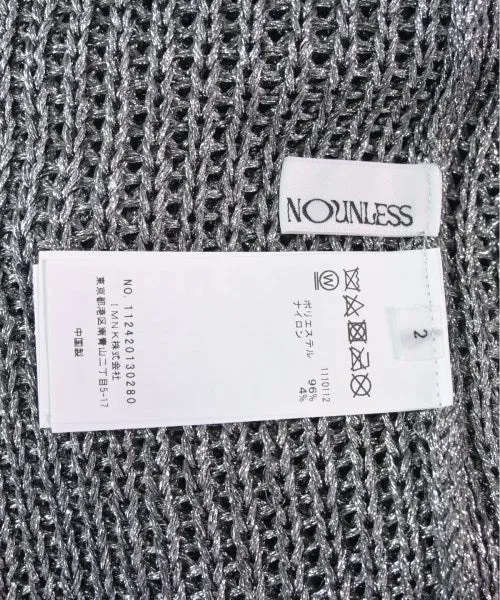 NOUNLESS
2
W
1110112
ポリエステル 96%
ナイロン 4%
NO. 112420130280
IMNK株式会社
東京都港区南青山二丁目5-17
中国製